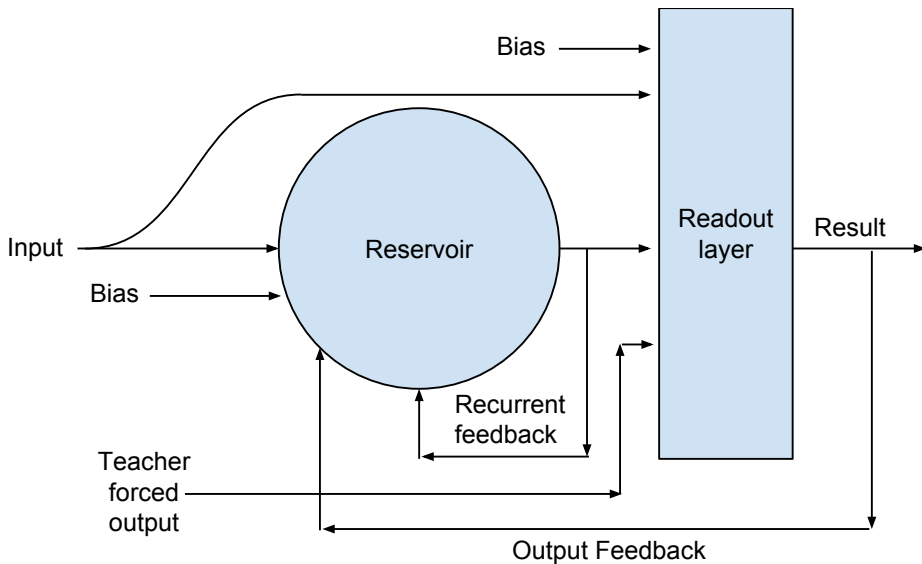 Bias
Input
Reservoir
Readout
layer
Result
Bias
Recurrent
feedback
Teacher
forced
output
Output Feedback